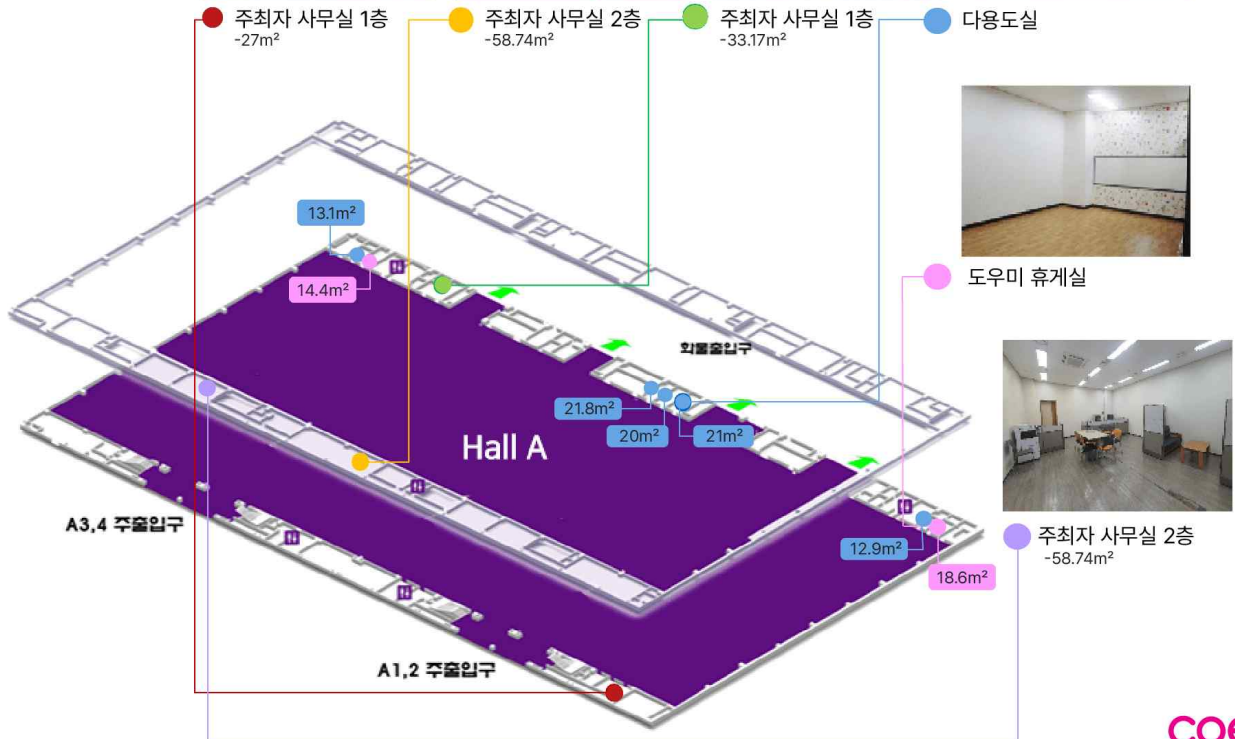 주최자 사무실 1층
-27m²
주최자 사무실 2층
-58.74m²
주최자 사무실 1층
-33.17m²
다용도실
13.1m²
14.4m²
도우미 휴게실
화물출입구
21.8m²
20m²
21m²
Hall A
A3,4 주출입구
12.9m²
18.6m²
주최자 사무실 2층
-58.74m²
A1,2 주출입구